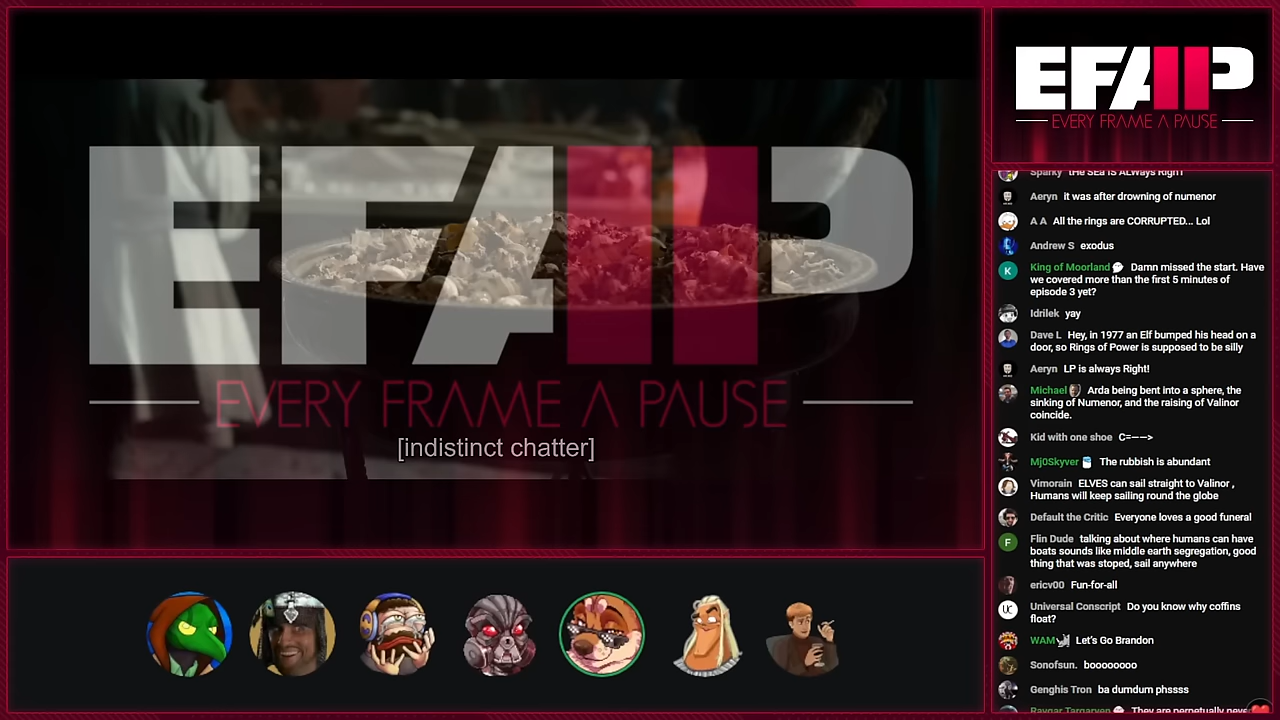 EFAP
EVERY FRAME A PAUSE
[indistinct chatter]
EFAP
EVERY FRAME A PAUSE
Sparky tHE SEa IS ALWays RighT
Aeryn it was after drowning of numenor
A A All the rings are CORRUPTED... Lol
Andrew S exodus
K
King of Moorland Damn missed the start. Have
we covered more than the first 5 minutes of
episode 3 yet?
Idrilek yay
Dave L Hey, in 1977 an Elf bumped his head on a
door, so Rings of Power is supposed to be silly
Aeryn LP is always Right!
Michael Arda being bent into a sphere, the
sinking of Numenor, and the raising of Valinor
coincide.
Kid with one shoe C=−−−>
Mj0Skyver The rubbish is abundant
Vimorain ELVES can sail straight to Valinor ,
Humans will keep sailing round the globe
Default the Critic Everyone loves a good funeral
F
Flin Dude talking about where humans can have
boats sounds like middle earth segregation, good
thing that was stoped, sail anywhere
ericv00 Fun-for-all
UC
Universal Conscript Do you know why coffins
float?
WAM Let's Go Brandon
Sonofsun. boooooooo
Genghis Tron ba dumdum phssss
Raynar Targaryen They are perpetually